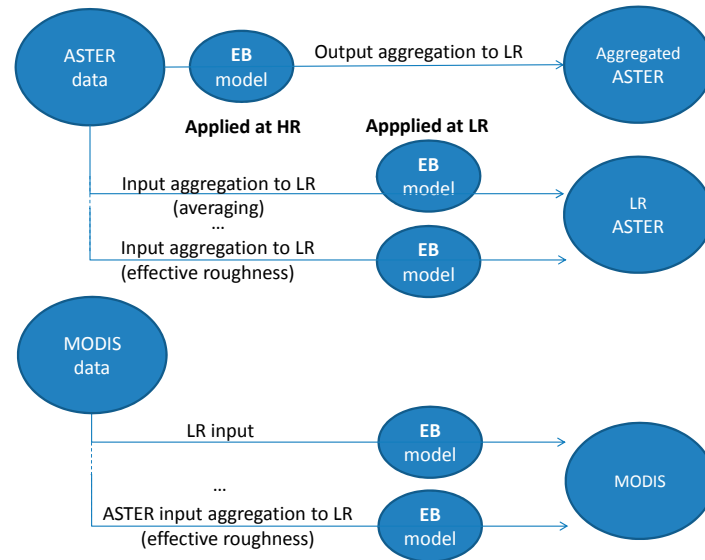 ASTER
data
EB
model
Output aggregation to LR
Aggregated
ASTER
Applied at HR
Appplied at LR
Input aggregation to LR
(averaging)
...
EB
model
Input aggregation to LR
(effective roughness)
EB
model
LR
ASTER
MODIS
data
LR input
EB
model
...
ASTER input aggregation to LR
(effective roughness)
EB
model
MODIS